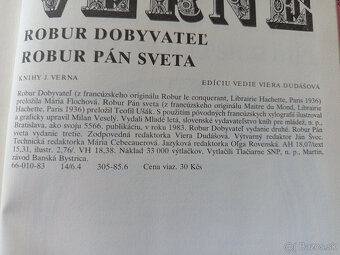 VERNE
ROBUR DOBYVATEĽ
ROBUR PÁN SVETA
KNIHY J. VERNA EDÍCIU VEDIE VIERA DUDÁŠOVÁ
Robur Dobyvateľ (z francúzskeho originálu Robur le conquerant, Librairie Hachette, Paris 1936)
preložila Mária Flochová. Robur Pán sveta (z francúzskeho originálu Maitre du Mond, Librairie
Hachette, Paris 1936) preložil Teofil Ušák. S použitím pôvodných francúzskych xylografií ilustroval
a graficky upravil Milan Veselý. Vydali Mladé letá, slovenské vydavateľstvo kníh pre mládež, n. p.,
Bratislava, ako svoju 5566. publikáciu, v roku 1983. Robur Dobyvateľ vydanie druhé. Robur Pán
sveta vydanie tretie. Zodpovedná redaktorka Viera Dudášová. Výtvarný redaktor Ján Švec.
Technická redaktorka Mária Čebecauerová. Jazyková redaktorka Oľga Rovenská. AH 18,07/text
15,31, ilustr. 2,76/. VH 18,38. Náklad 33 000 výtlačkov. Vytlačili Tlačiarne SNP, n. p., Martin,
závod Banská Bystrica.
66-010-83 14/6.4 305-85.6 Cena viaz. 30 Kčs
bazos.sk